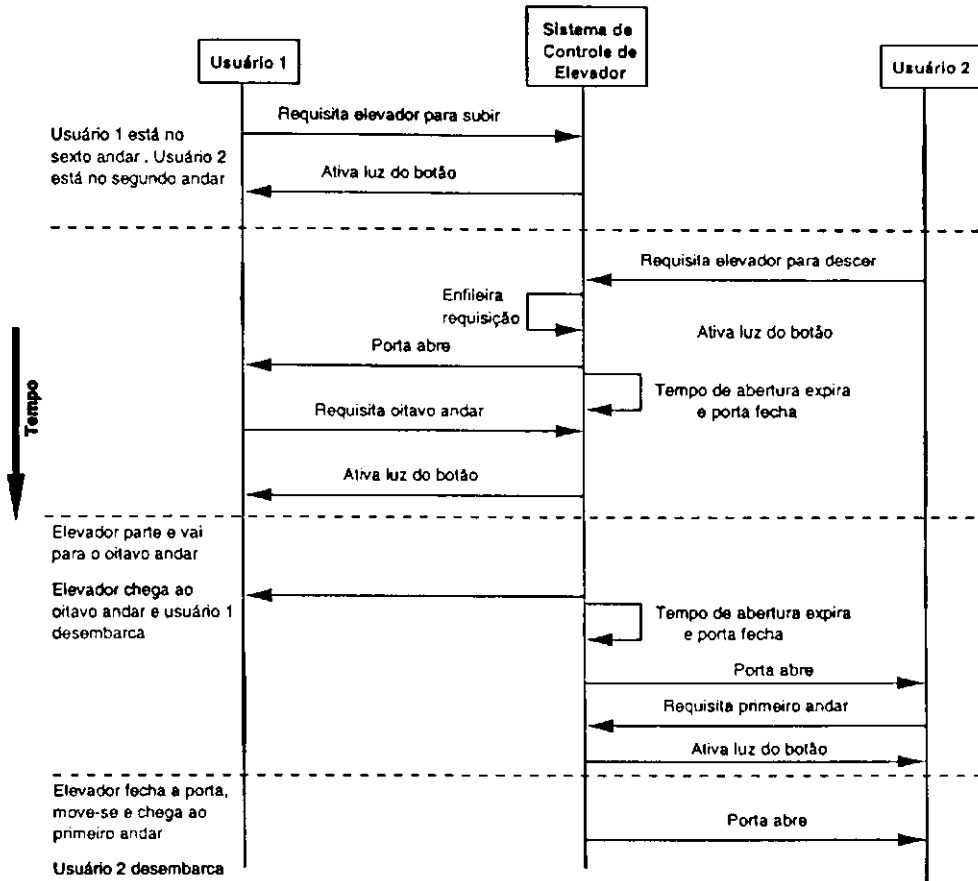 Usuário 1
Sistema de
Controle de
Elevador
Usuário 2
Requisita elevador para subir
Usuário 1 está no
sexto andar . Usuário 2
está no segundo andar
Ativa luz do botão
Requisita elevador para descer
Enfileira
requisição
Ativa luz do botão
Porta abre
Tempo de abertura expira
e porta fecha
Tempo
Requisita oitavo andar
Ativa luz do botão
Elevador parte e vai
para o oitavo andar
Elevador chega ao
oitavo andar e usuário 1
desembarca
Tempo de abertura expira
e porta fecha
Porta abre
Requisita primeiro andar
Ativa luz do botão
Elevador fecha a porta,
move-se e chega ao
primeiro andar
Porta abre
Usuário 2 desembarca